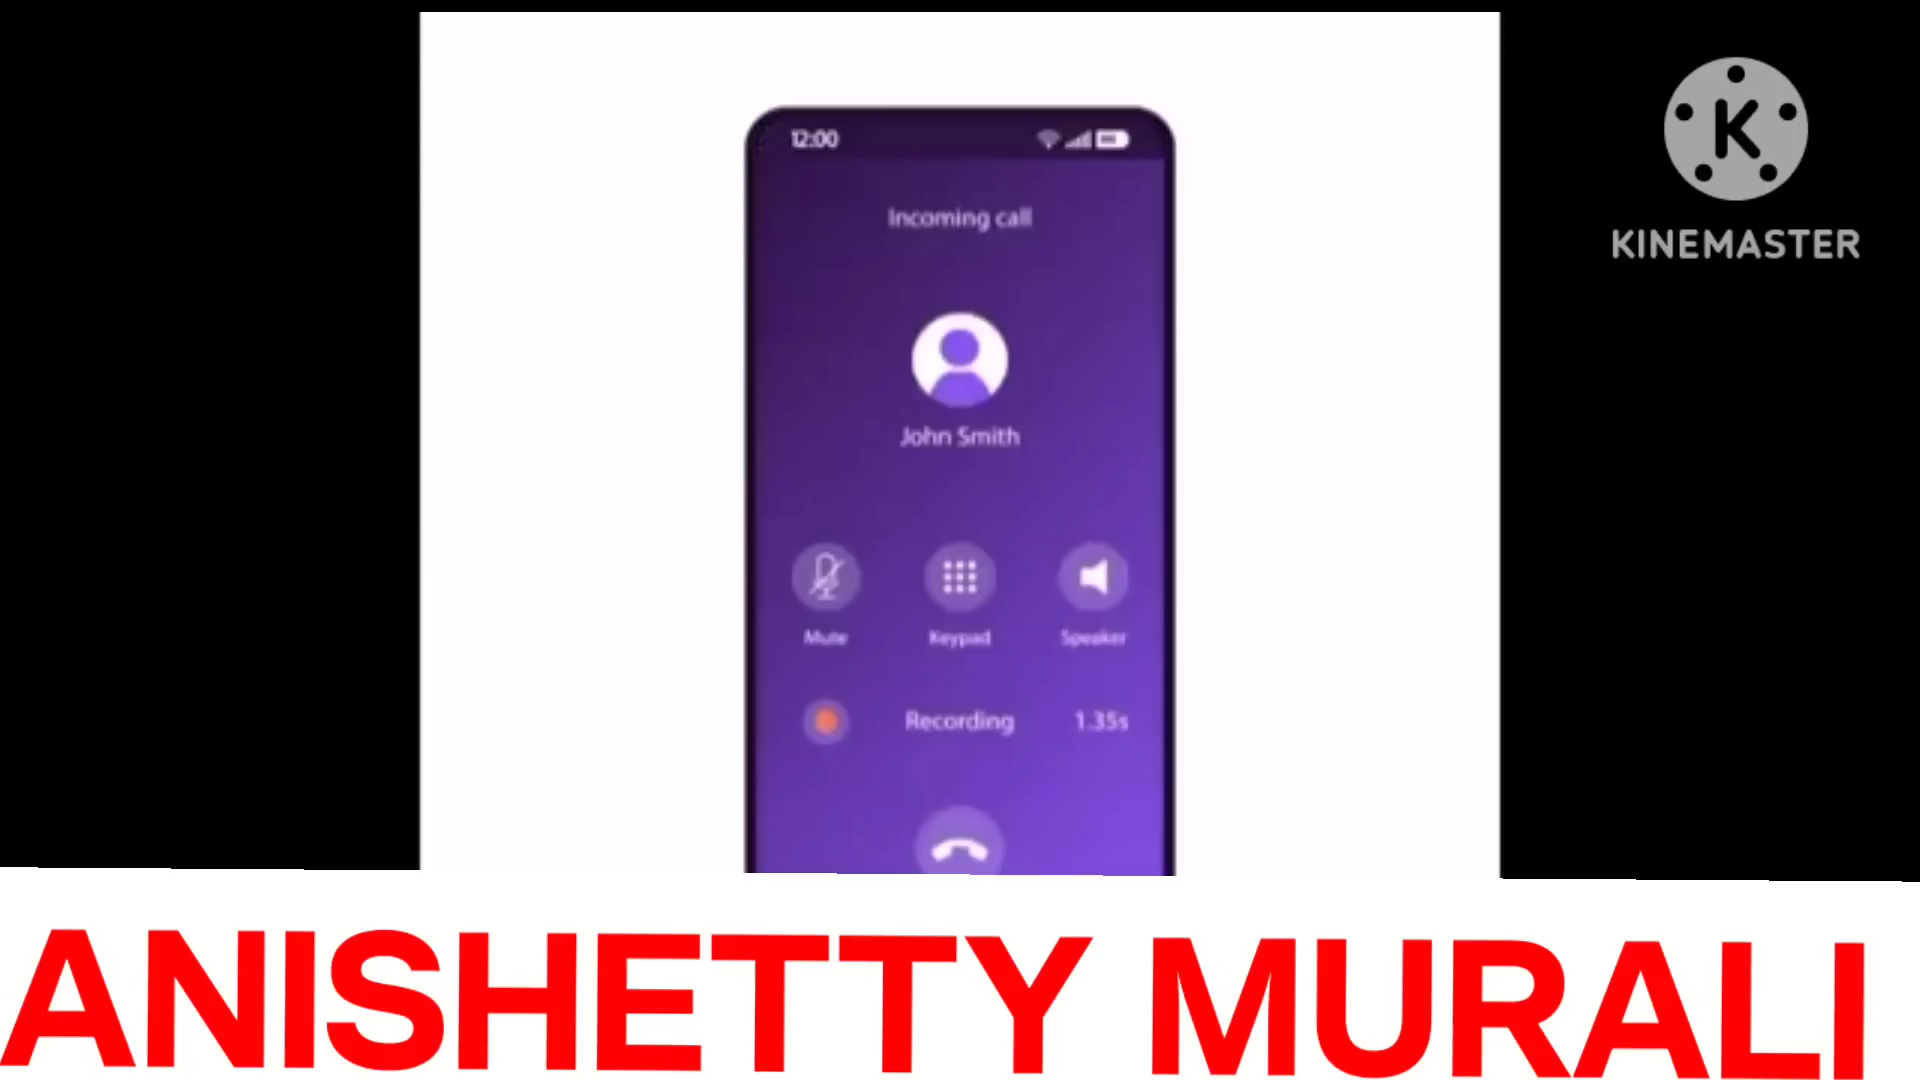 12:00
Incoming call
K
KINEMASTER
John Smith
Mute
Keypad
Speaker
Recording
1.35s
ANISHETTY MURALI